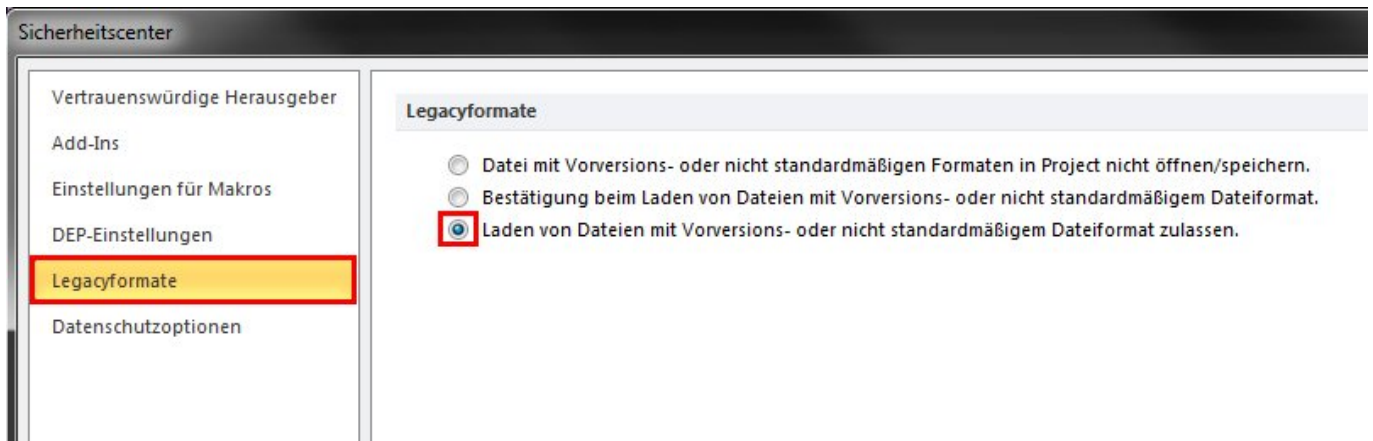 Sicherheitscenter
Vertrauenswürdige Herausgeber
Add-Ins
Einstellungen für Makros
DEP-Einstellungen
Legacyformate
Datenschutzoptionen
Legacyformate
Datei mit Vorversions- oder nicht standardmäßigen Formaten in Project nicht öffnen/speichern.
Bestätigung beim Laden von Dateien mit Vorversions- oder nicht standardmäßigem Dateiformat.
Laden von Dateien mit Vorversions- oder nicht standardmäßigem Dateiformat zulassen.